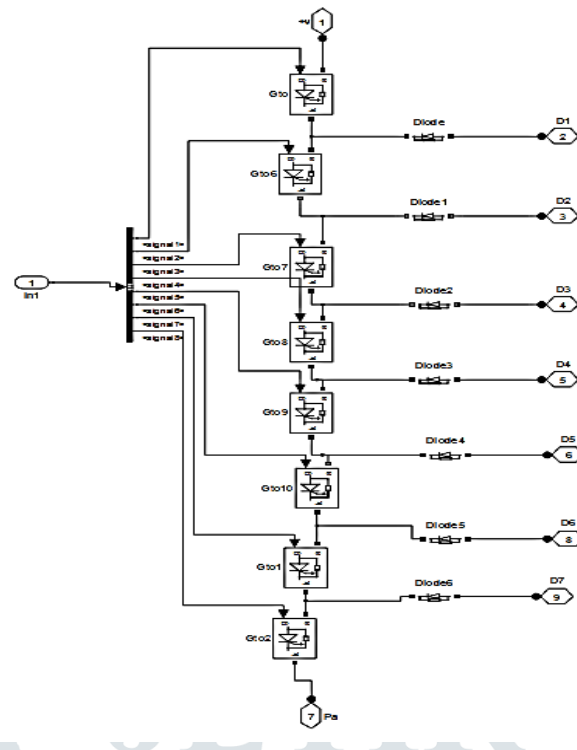 +v
1
Gto
Diode
D1
2
Gto6
Diode1
D2
3
<signal1>
<signal2>
<signal3>
<signal4>
<signal5>
<signal6>
<signal7>
<signal8>
1
In1
Gto7
Diode2
D3
4
Gto8
Diode3
D4
5
Gto9
Diode4
D5
6
Gto10
Diode5
D6
8
Gto1
Diode6
D7
9
Gto2
7
Pa